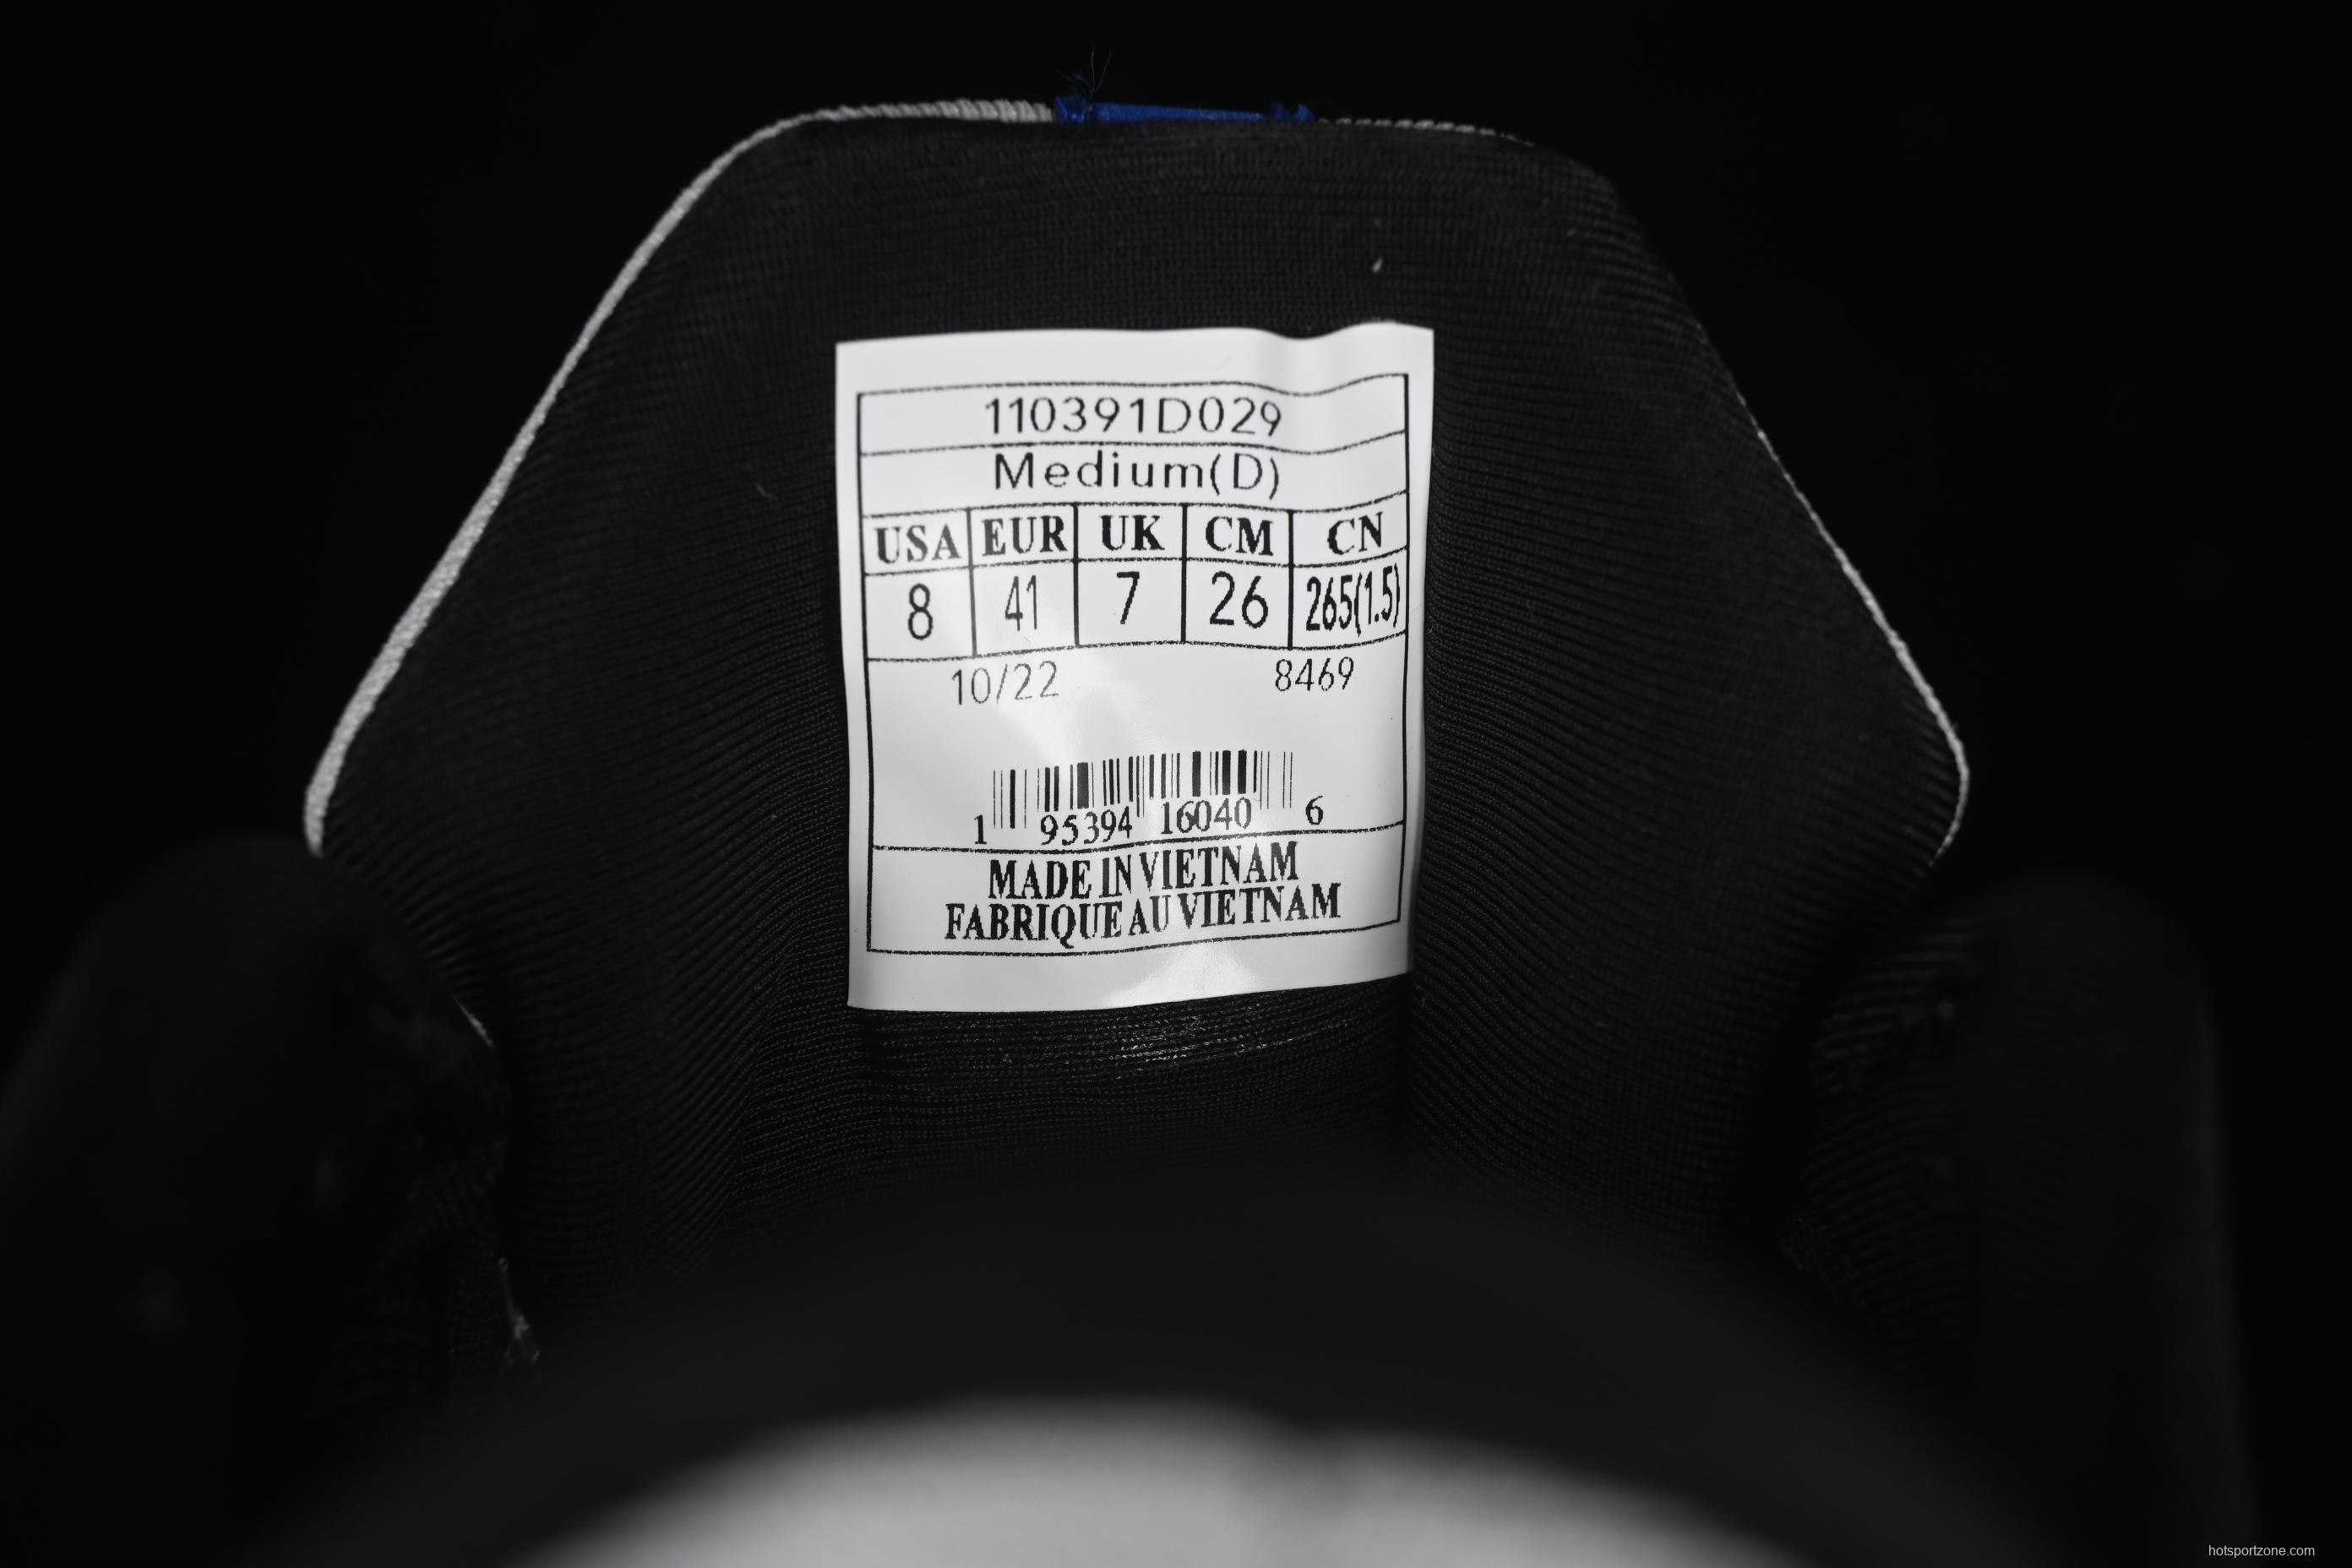 110391D029
Medium(D)
USA EUR UK CM CN
8 41 7 26 265(1.5)
10/22 8469
1 95394 16040 6
MADE IN VIETNAM
FABRIQUE AU VIETNAM
hotsportzone.com